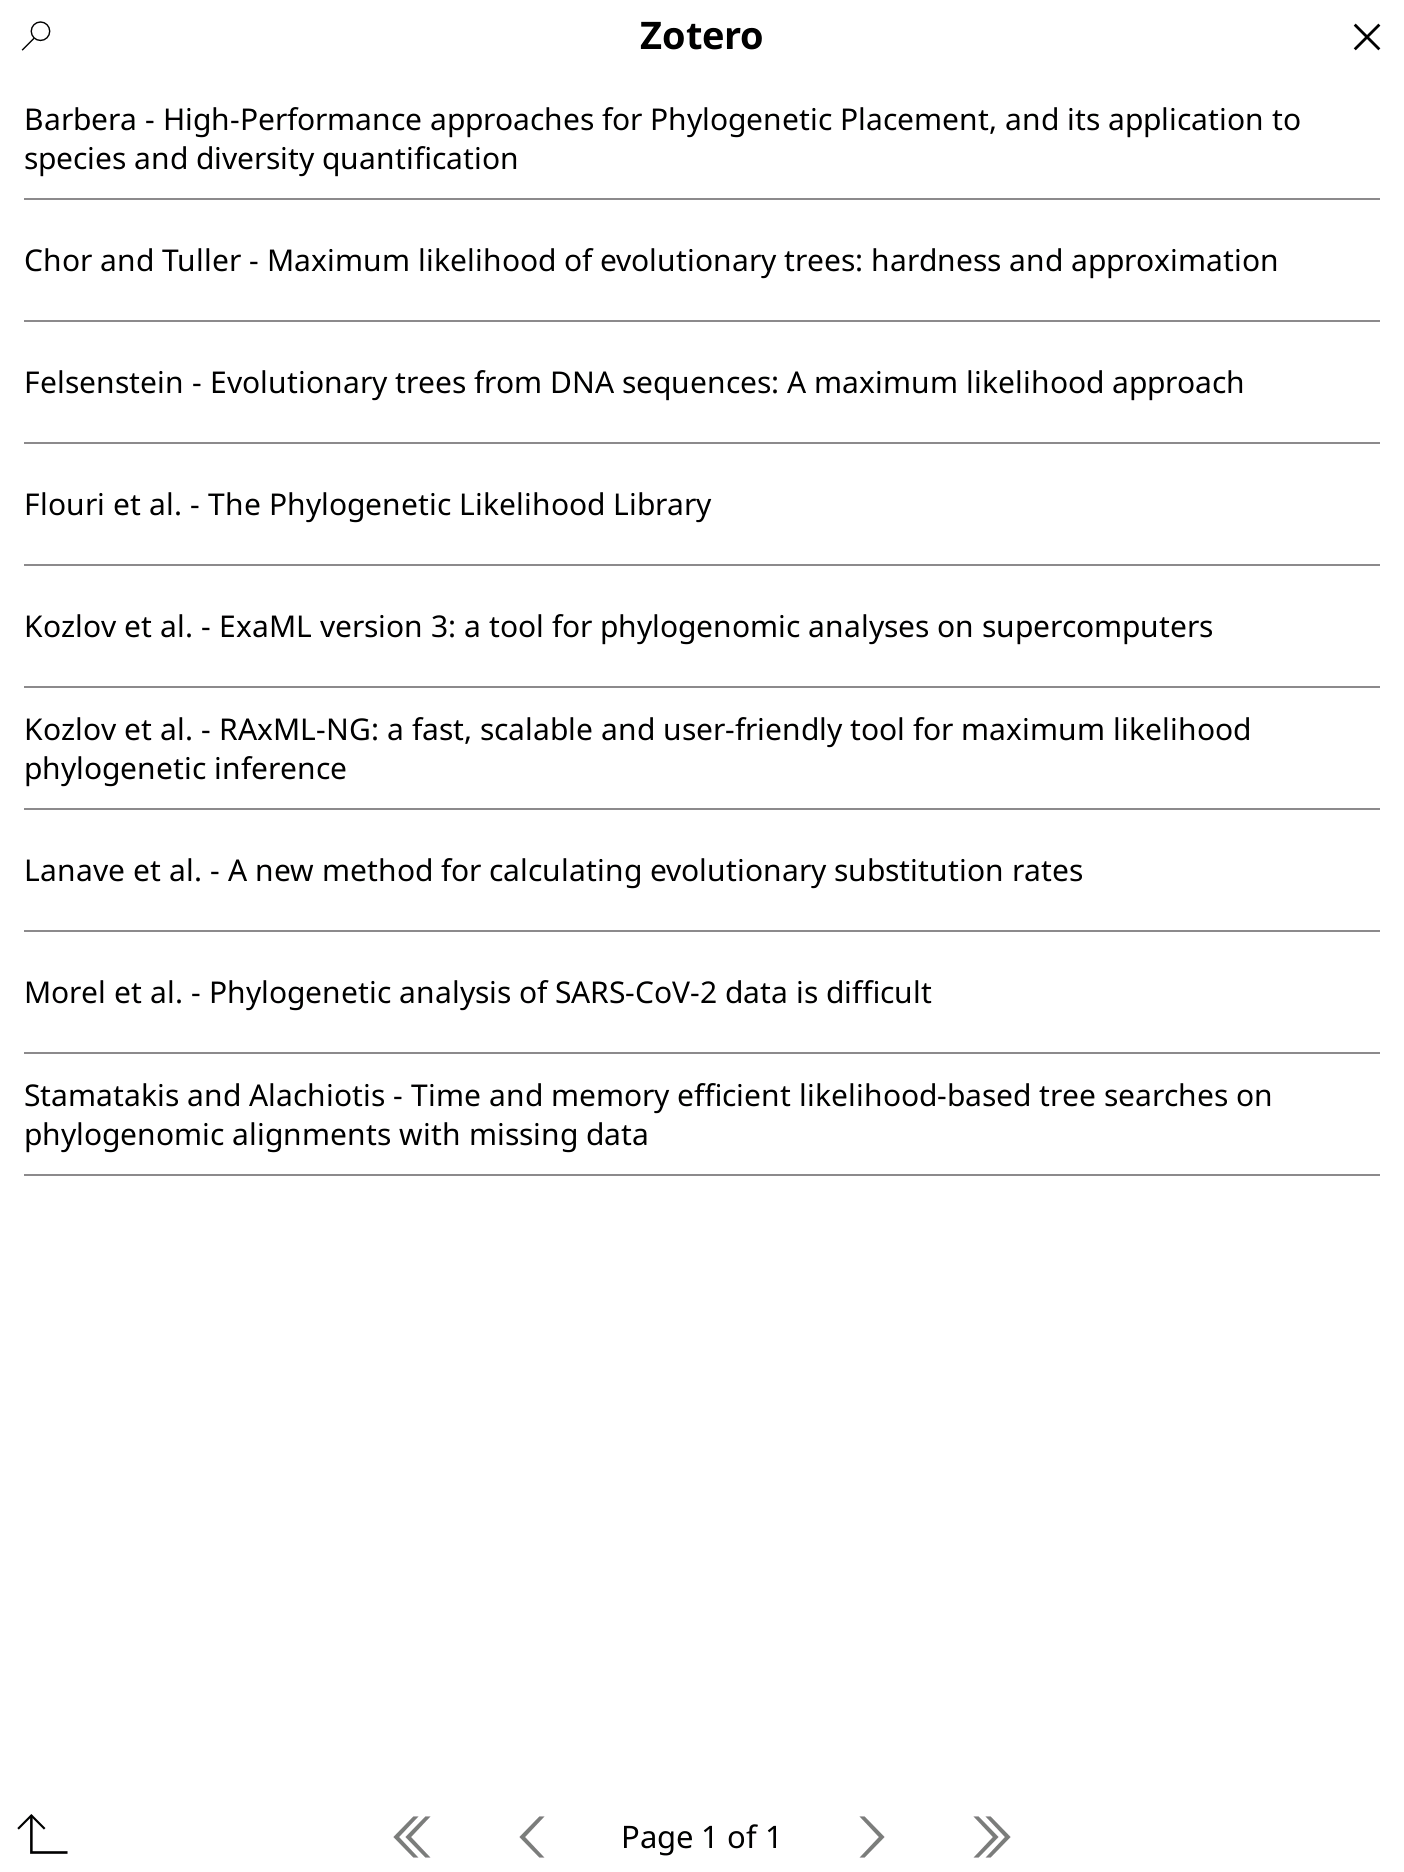 Zotero
Barbera - High-Performance approaches for Phylogenetic Placement, and its application to
species and diversity quantification
Chor and Tuller - Maximum likelihood of evolutionary trees: hardness and approximation
Felsenstein - Evolutionary trees from DNA sequences: A maximum likelihood approach
Flouri et al. - The Phylogenetic Likelihood Library
Kozlov et al. - ExaML version 3: a tool for phylogenomic analyses on supercomputers
Kozlov et al. - RAxML-NG: a fast, scalable and user-friendly tool for maximum likelihood
phylogenetic inference
Lanave et al. - A new method for calculating evolutionary substitution rates
Morel et al. - Phylogenetic analysis of SARS-CoV-2 data is difficult
Stamatakis and Alachiotis - Time and memory efficient likelihood-based tree searches on
phylogenomic alignments with missing data
Page 1 of 1